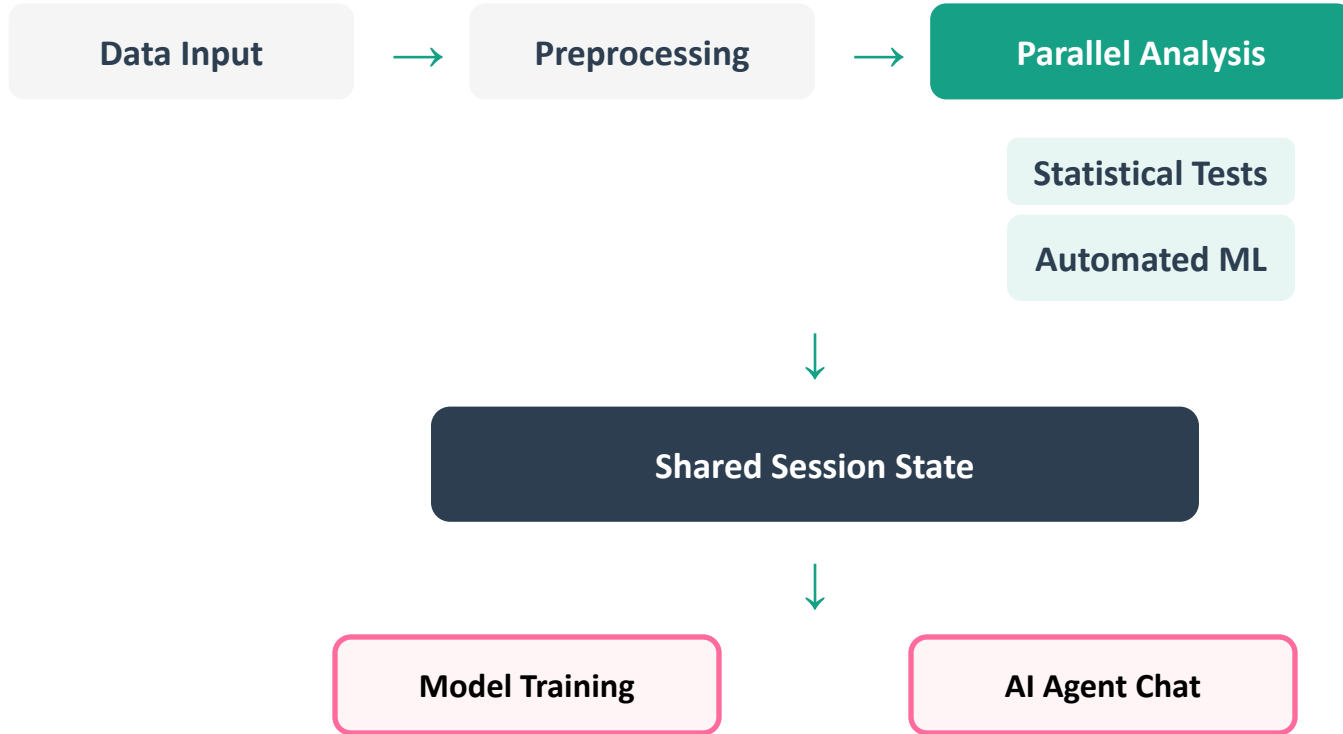 Data Input
Preprocessing
Parallel Analysis
Statistical Tests
Automated ML
Shared Session State
Model Training
AI Agent Chat